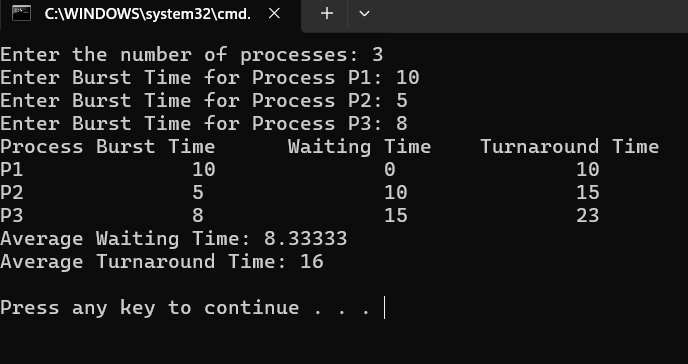 C:\WINDOWS\system32\cmd.
Enter the number of processes: 3
Enter Burst Time for Process P1: 10
Enter Burst Time for Process P2: 5
Enter Burst Time for Process P3: 8
Process Burst Time      Waiting Time    Turnaround Time
P1              10              0               10
P2              5               10              15
P3              8               15              23
Average Waiting Time: 8.33333
Average Turnaround Time: 16
Press any key to continue . . .